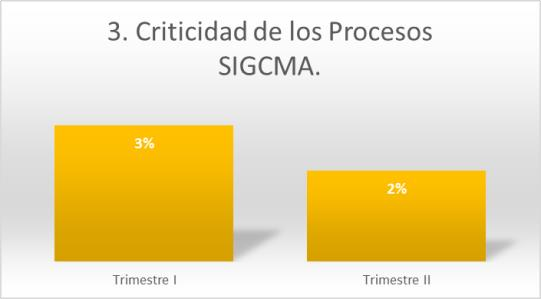 3. Criticidad de los Procesos
SIGCMA.
3%
2%
Trimestre I
Trimestre II